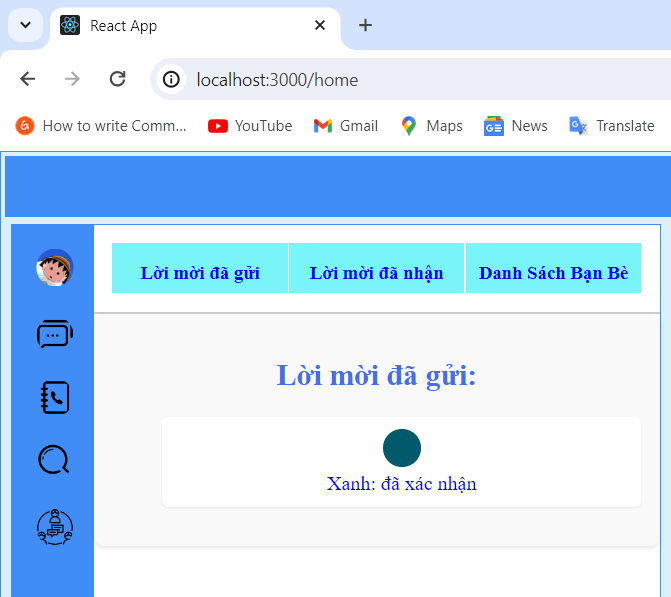 React App
localhost:3000/home
How to write Comm... YouTube Gmail Maps News Translate
Lời mời đã gửi Lời mời đã nhận Danh Sách Bạn Bè
Lời mời đã gửi:
Xanh: đã xác nhận